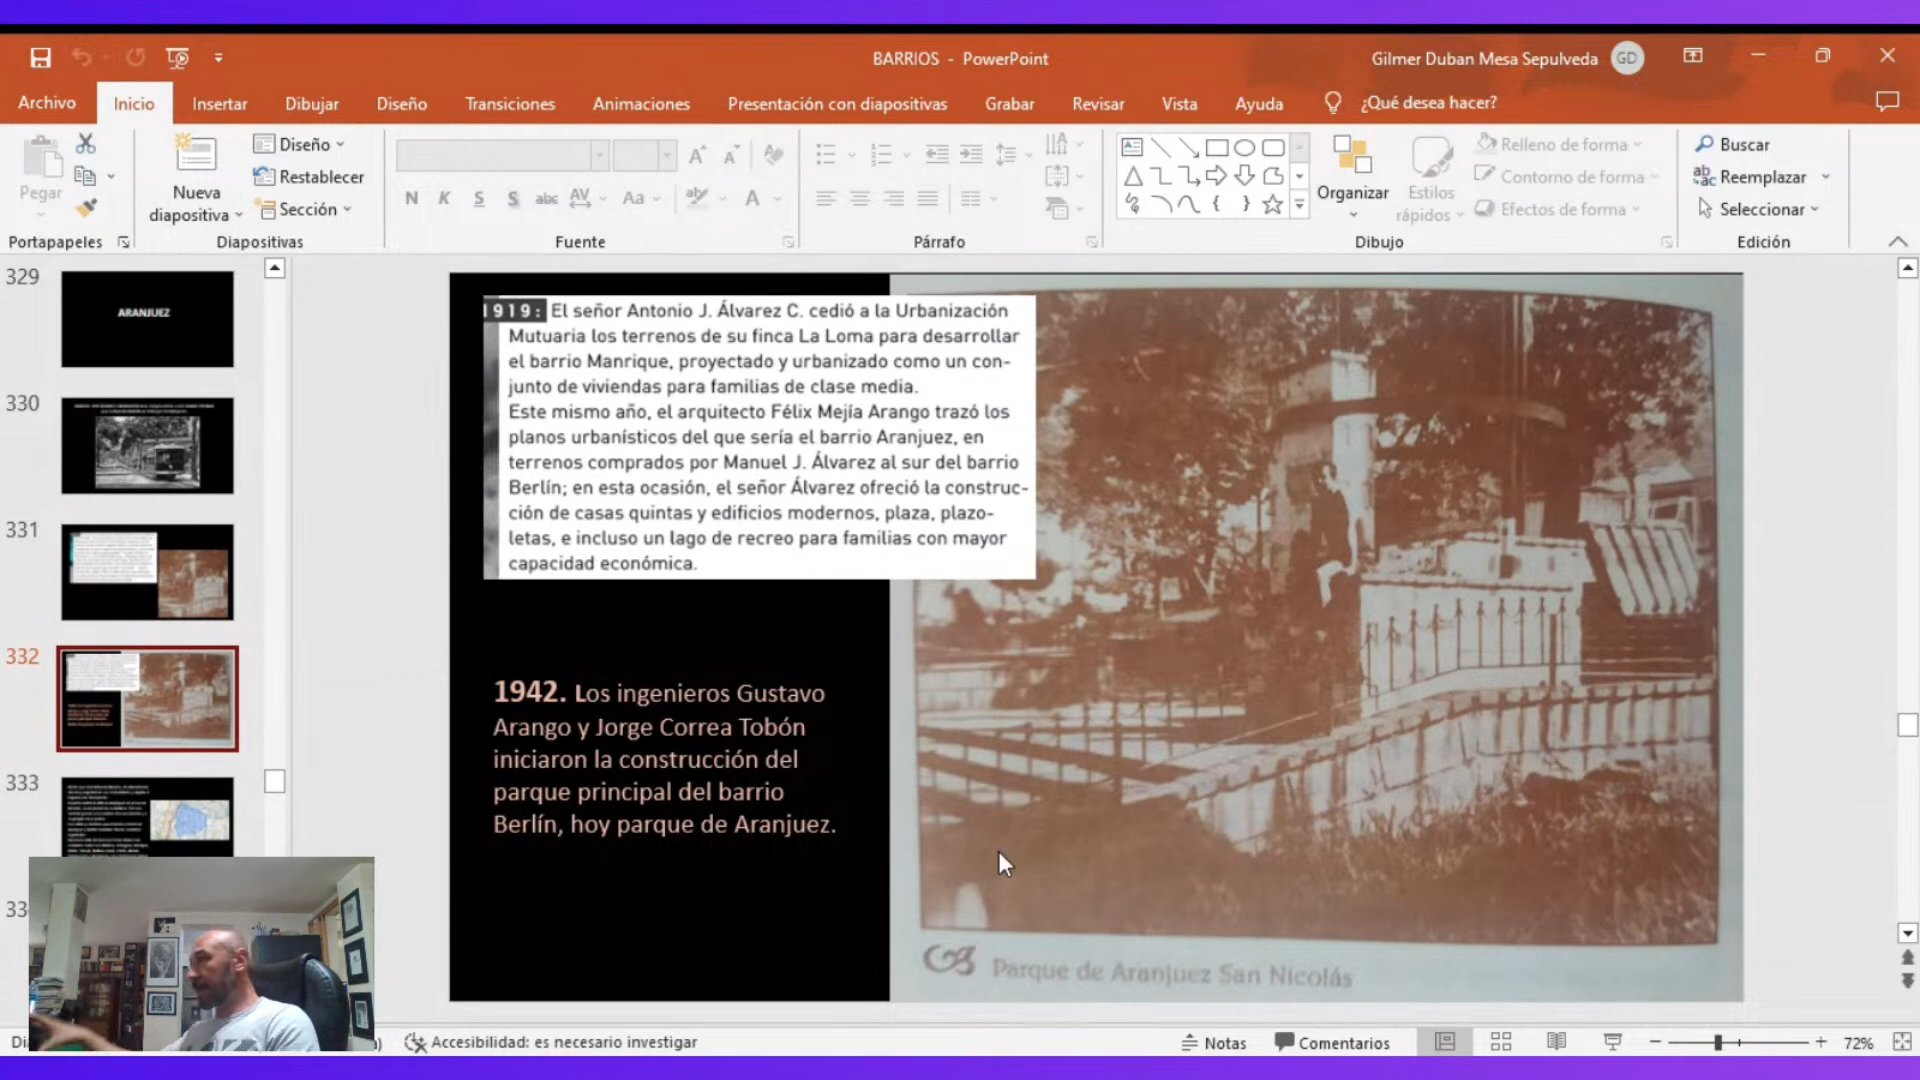 BARRIOS - PowerPoint
Gilmer Duban Mesa Sepulveda
GD
Archivo
Inicio
Insertar
Dibujar
Diseño
Transiciones
Animaciones
Presentación con diapositivas
Grabar
Revisar
Vista
Ayuda
¿Qué desea hacer?
Pegar
Nueva
diapositiva
Diseño
Restablecer
Sección
N K S S abc AV Aa A
Organizar
Estilos
rápidos
Relleno de forma
Contorno de forma
Efectos de forma
Buscar
Reemplazar
Seleccionar
Portapapeles
Diapositivas
Fuente
Párrafo
Dibujo
Edición
329
ARANJUEZ
330
331
332
333
1919: El señor Antonio J. Álvarez C. cedió a la Urbanización
Mutuaria los terrenos de su finca La Loma para desarrollar
el barrio Manrique, proyectado y urbanizado como un con-
junto de viviendas para familias de clase media.
Este mismo año, el arquitecto Félix Mejía Arango trazó los
planos urbanísticos del que sería el barrio Aranjuez, en
terrenos comprados por Manuel J. Álvarez al sur del barrio
Berlín; en esta ocasión, el señor Álvarez ofreció la construc-
ción de casas quintas y edificios modernos, plaza, plazo-
letas, e incluso un lago de recreo para familias con mayor
capacidad económica.
1942. Los ingenieros Gustavo
Arango y Jorge Correa Tobón
iniciaron la construcción del
parque principal del barrio
Berlín, hoy parque de Aranjuez.
Parque de Aranjuez San Nicolás
Accesibilidad: es necesario investigar
Notas
Comentarios
72%